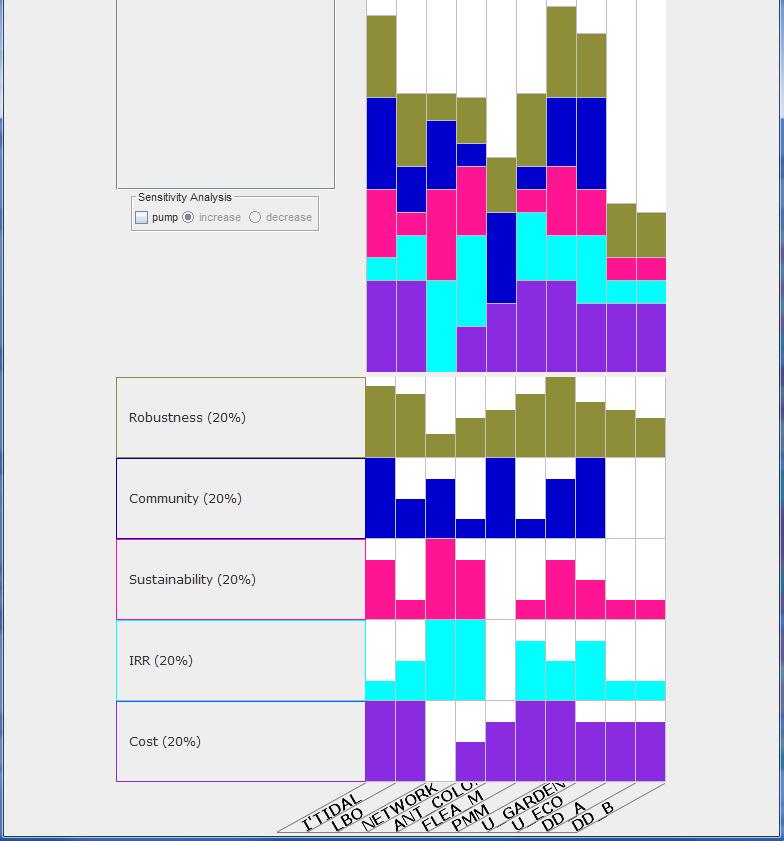 Sensitivity Analysis
pump increase decrease
Robustness (20%)
Community (20%)
Sustainability (20%)
IRR (20%)
Cost (20%)
I'TIDAL
LBO
NETWORK
ANT_COLO
FLEA_M
PMM
U_GARDEN
U_ECO
DD_A
DD_B